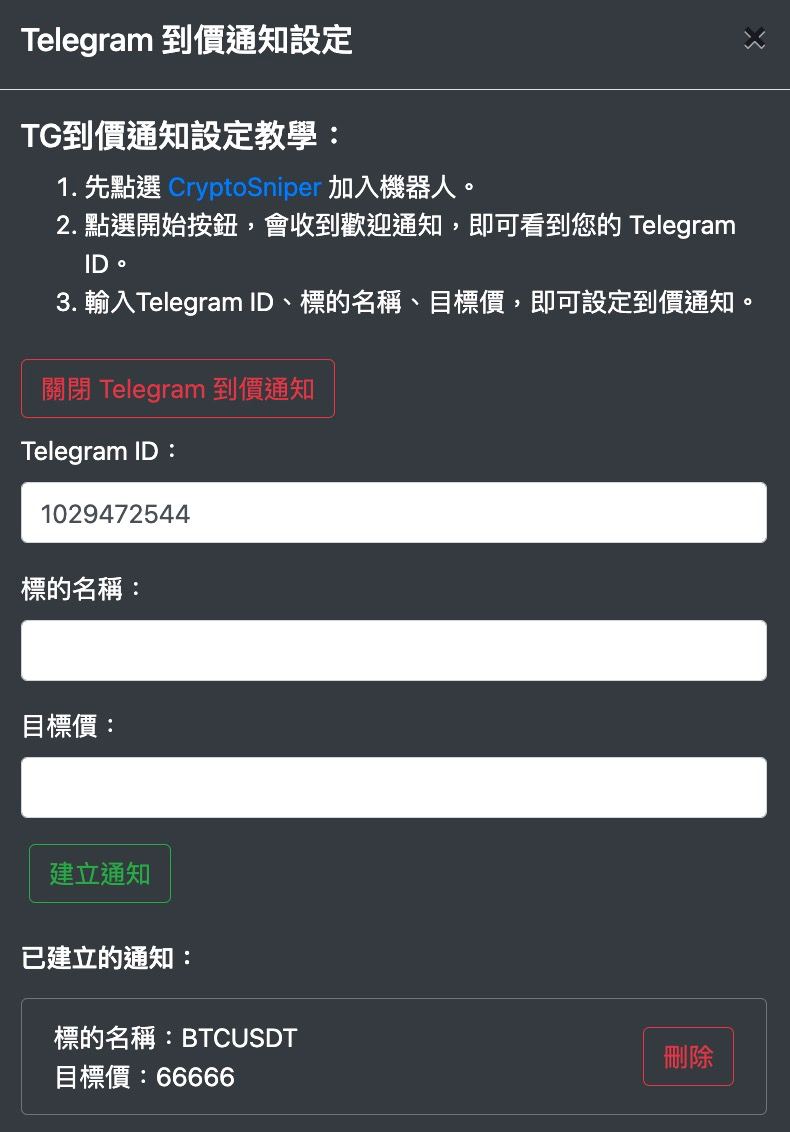 Telegram 到價通知設定
TG到價通知設定教學：
1. 先點選 CryptoSniper 加入機器人。
2. 點選開始按鈕，會收到歡迎通知，即可看到您的 Telegram
ID。
3. 輸入Telegram ID、標的名稱、目標價，即可設定到價通知。
關閉 Telegram 到價通知
Telegram ID：
1029472544
標的名稱：
目標價：
建立通知
已建立的通知：
標的名稱：BTCUSDT
目標價：66666
刪除